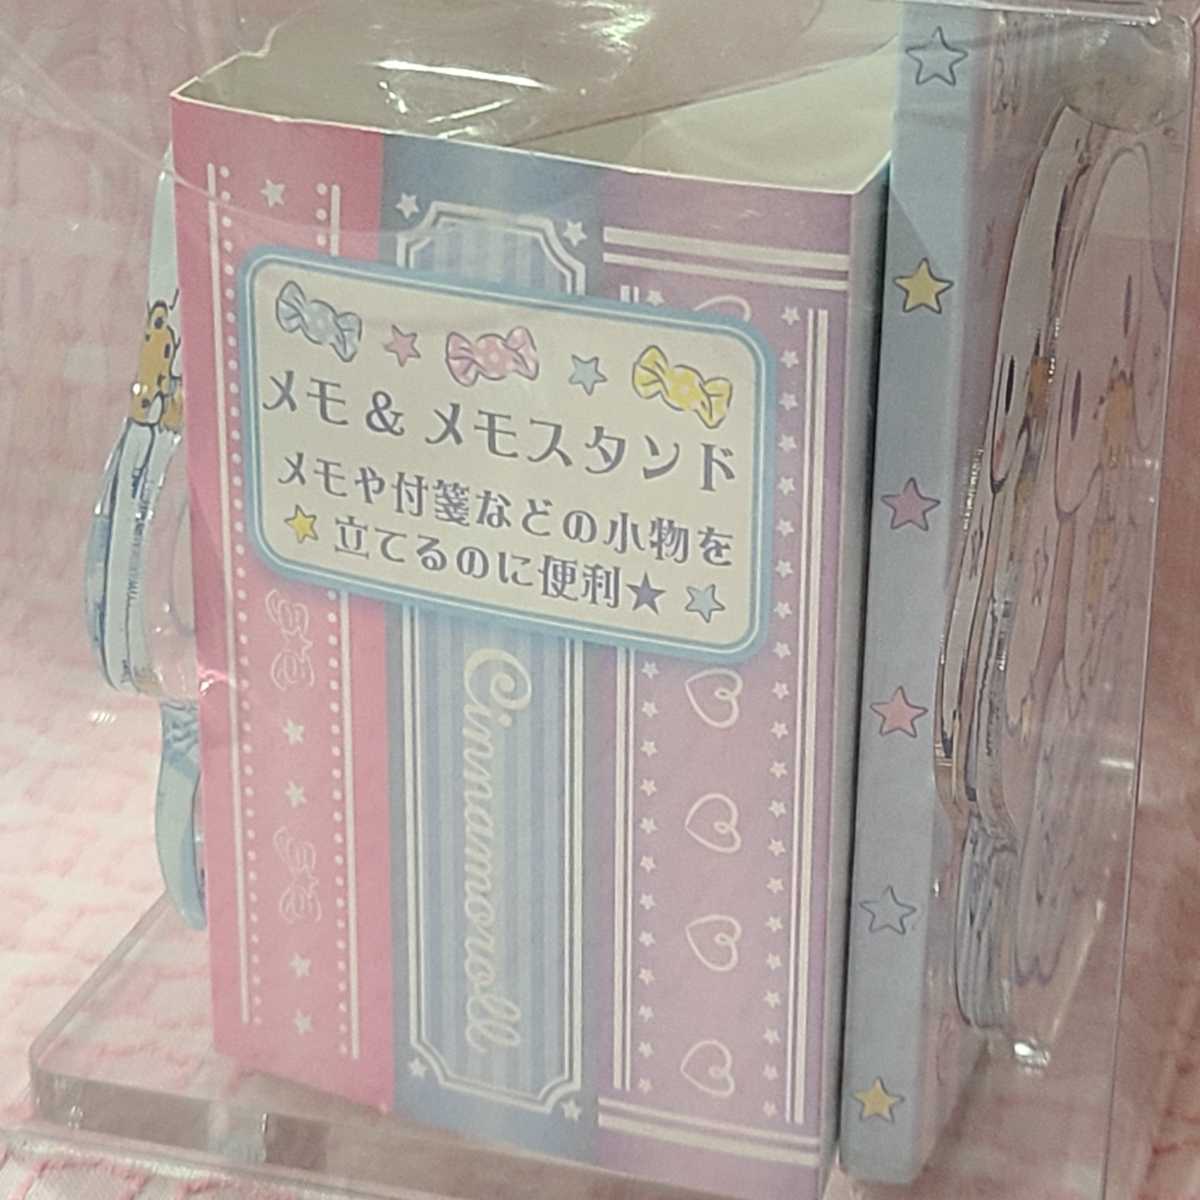 メモ & メモスタンド
メモや付箋などの小物を
立てるのに便利★
Cinnamoroll